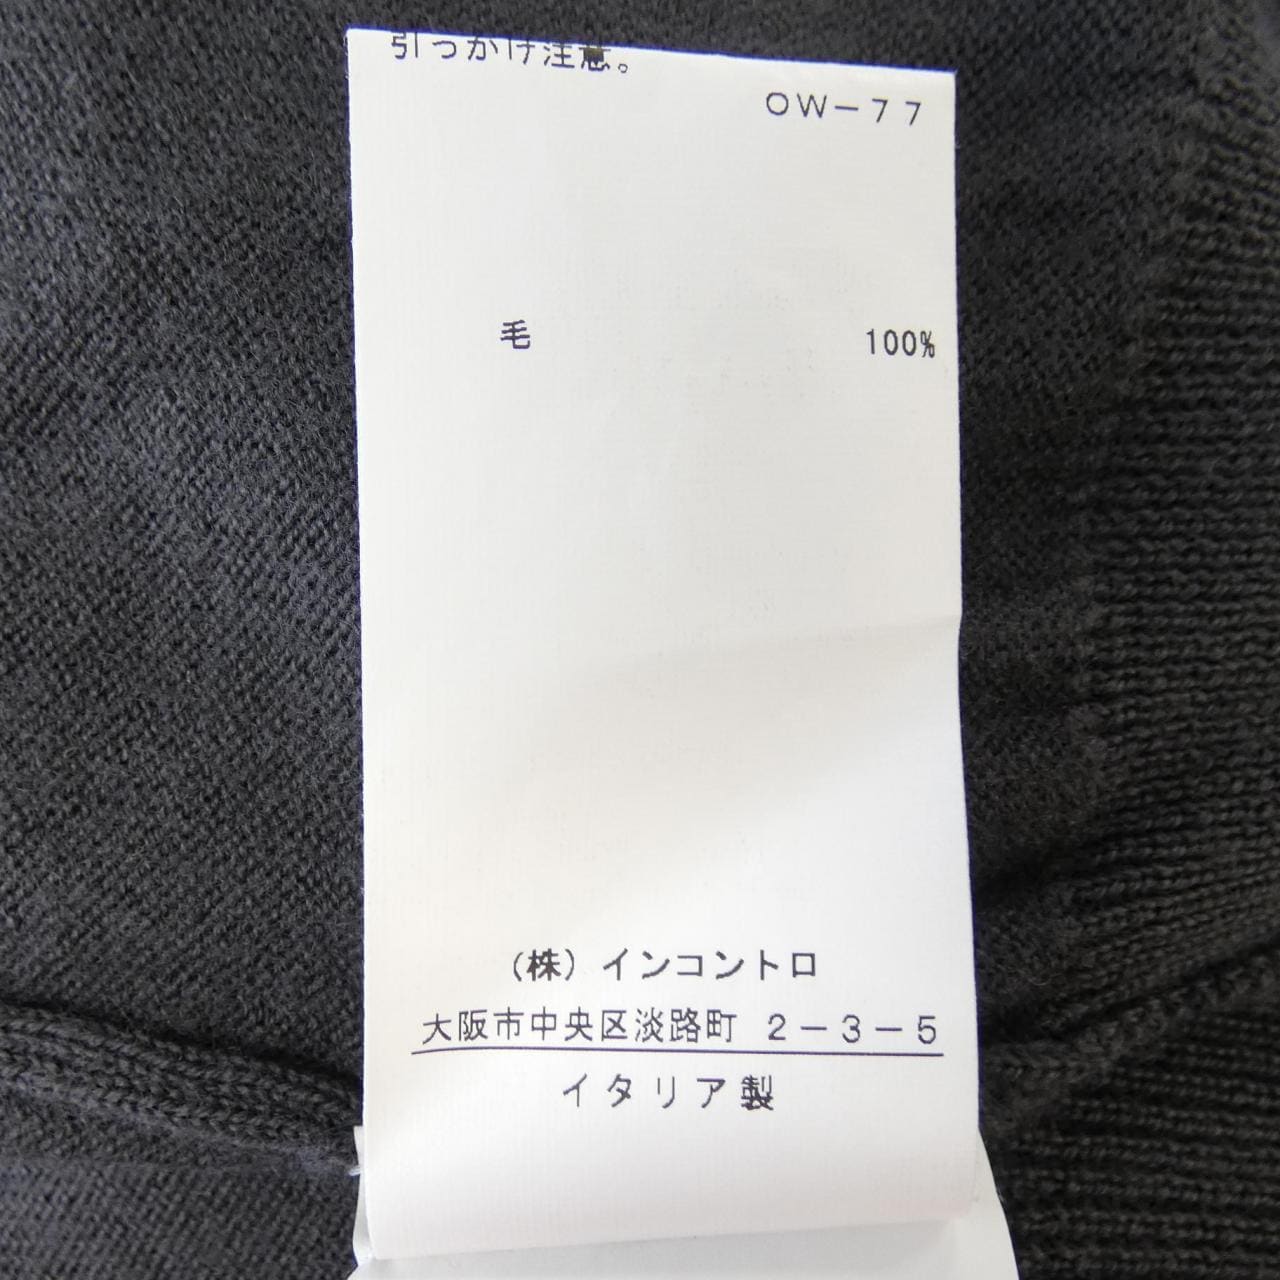 引っかけ注意。
OW-77
毛 100%
(株)インコントロ
大阪市中央区淡路町 2-3-5
イタリア製